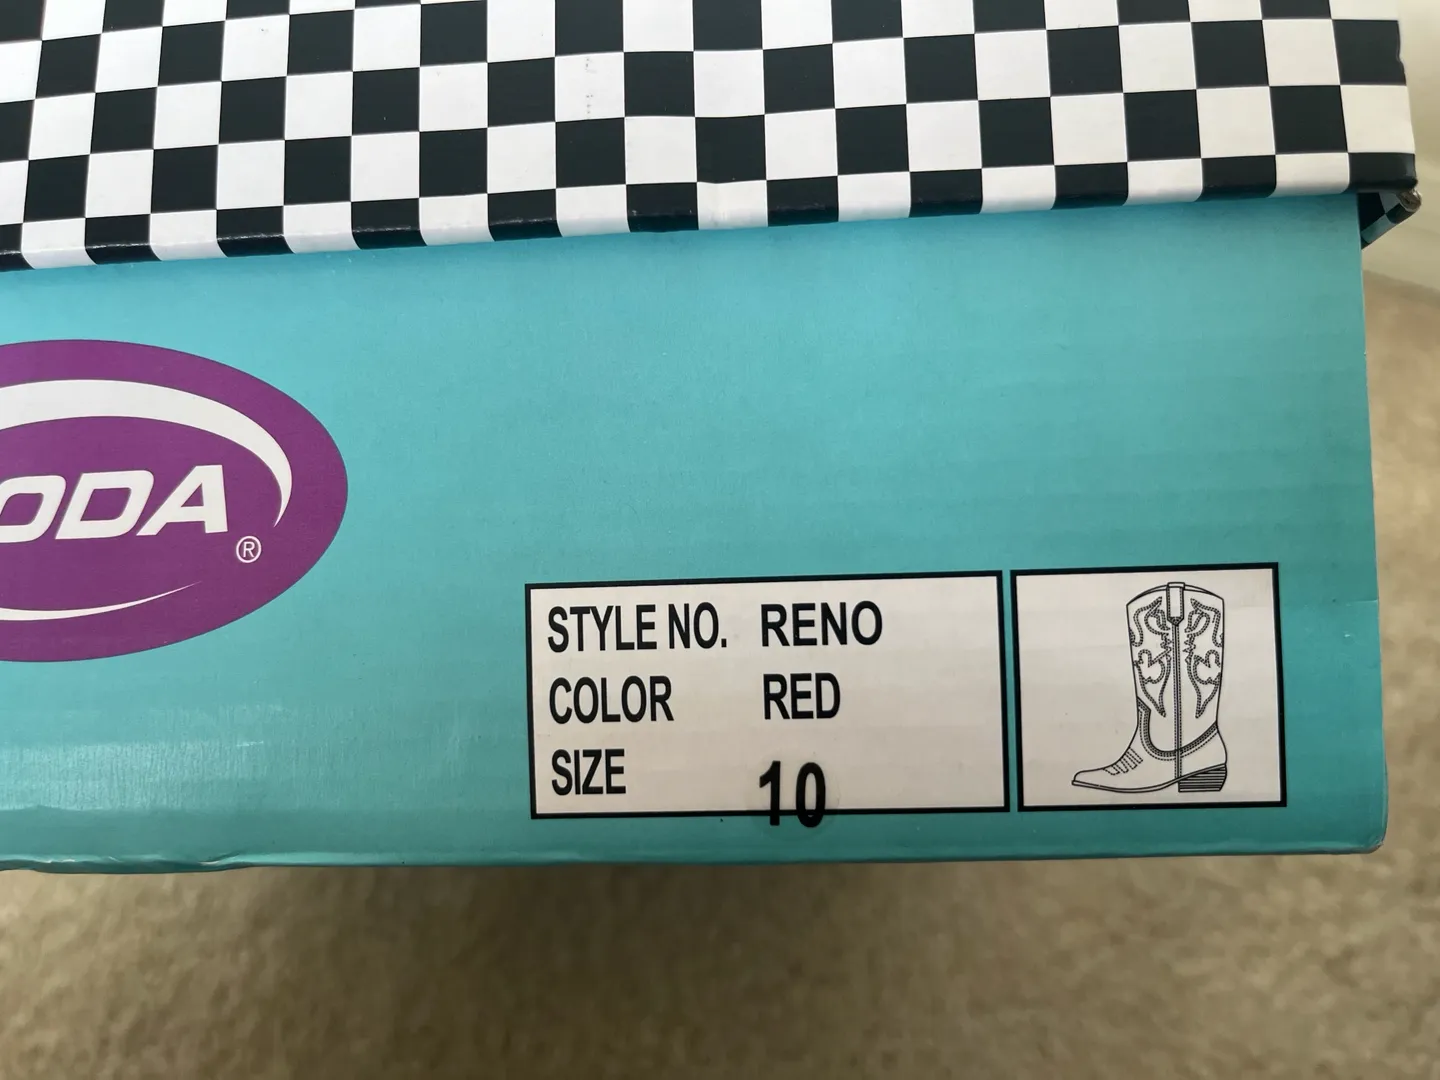 ODA
®
STYLE NO. RENO
COLOR RED
SIZE 10